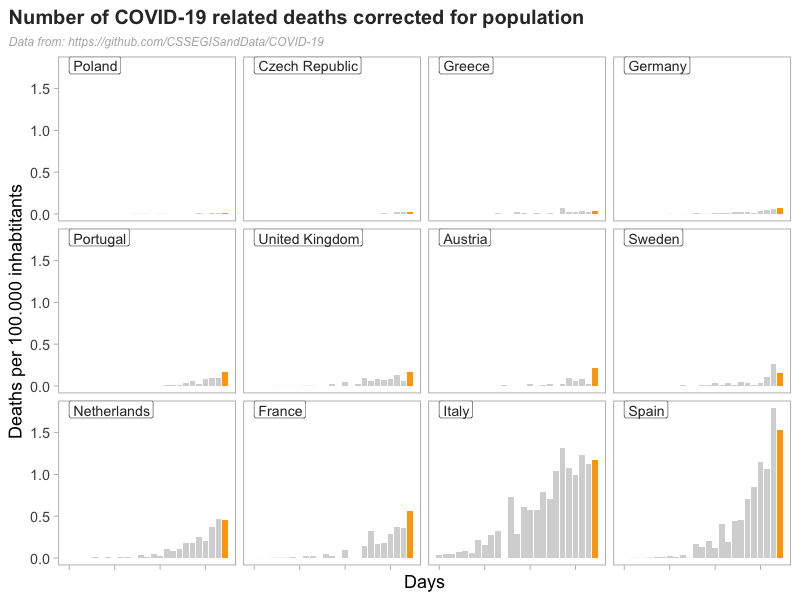 Number of COVID-19 related deaths corrected for population
Data from: https://github.com/CSSEGISandData/COVID-19
Poland
Czech Republic
Greece
Germany
1.5
1.0
0.5
0.0
Portugal
United Kingdom
Austria
Sweden
1.5
1.0
0.5
0.0
Netherlands
France
Italy
Spain
1.5
1.0
0.5
0.0
Deaths per 100.000 inhabtitants
Days